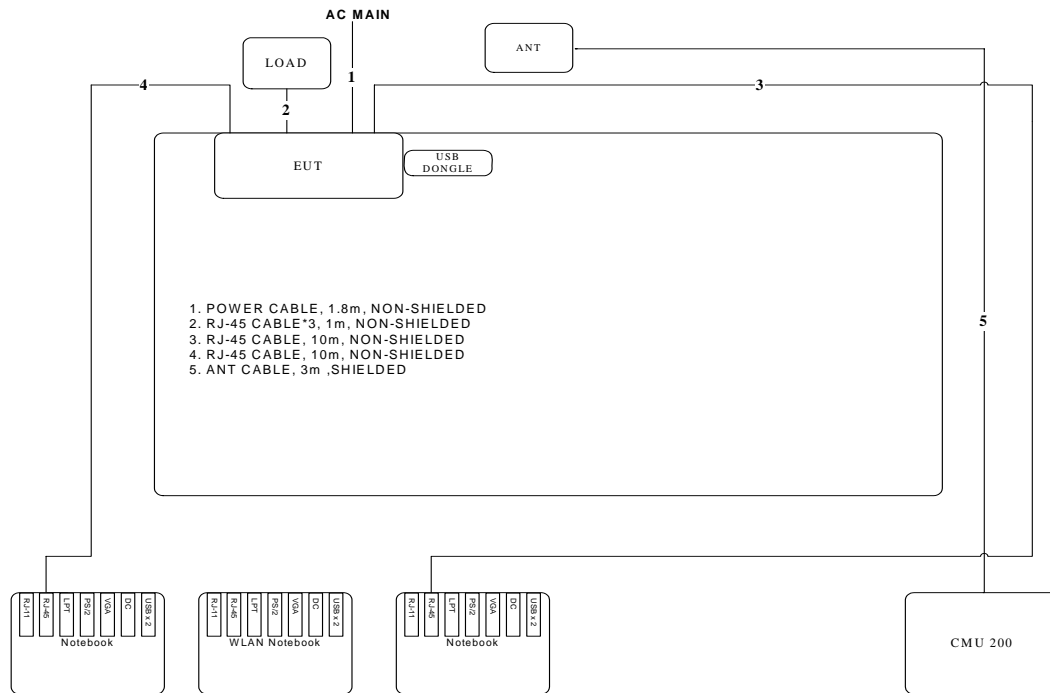 AC MAIN
ANT
LOAD
1
4
3
2
EUT
USB
DONGLE
1. POWER CABLE, 1.8m, NON-SHIELDED
2. RJ-45 CABLE*3, 1m, NON-SHIELDED
3. RJ-45 CABLE, 10m, NON-SHIELDED
4. RJ-45 CABLE, 10m, NON-SHIELDED
5. ANT CABLE, 3m ,SHIELDED
5
RJ-11
RJ-45
LPT
PS/2
VGA
DC
USB x 2
Notebook
RJ-11
RJ-45
LPT
PS/2
VGA
DC
USB x 2
WLAN Notebook
RJ-11
RJ-45
LPT
PS/2
VGA
DC
USB x 2
Notebook
CMU 200